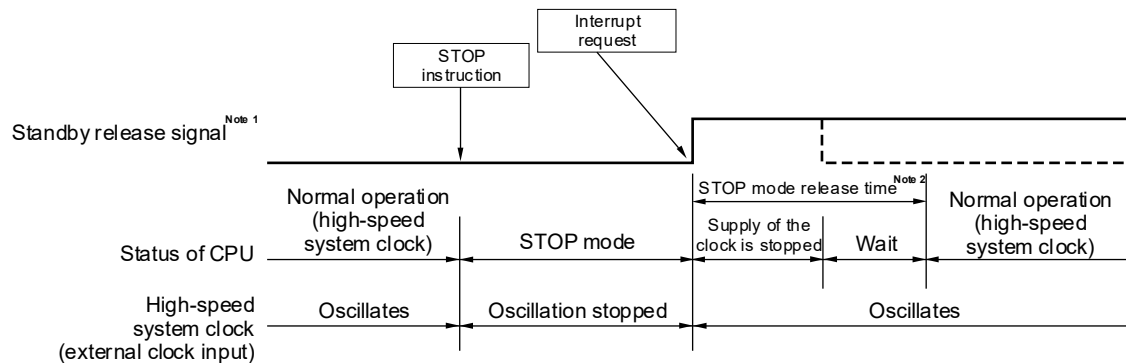 Interrupt
request
STOP
instruction
Standby release signal Note 1
STOP mode release time Note 2
Normal operation
(high-speed
system clock)
Normal operation
(high-speed
system clock)
Supply of the
clock is stopped
Status of CPU
STOP mode
Wait
High-speed
system clock
(external clock input)
Oscillates
Oscillation stopped
Oscillates